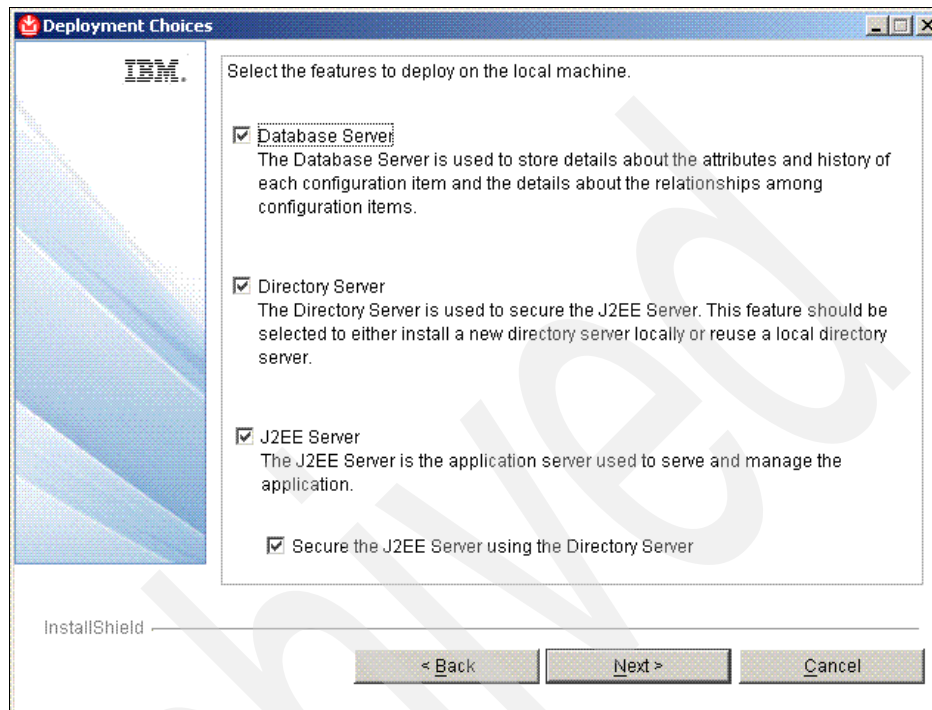 Deployment Choices
IBM.
Select the features to deploy on the local machine.
Database Server
The Database Server is used to store details about the attributes and history of
each configuration item and the details about the relationships among
configuration items.
Directory Server
The Directory Server is used to secure the J2EE Server. This feature should be
selected to either install a new directory server locally or reuse a local directory
server.
J2EE Server
The J2EE Server is the application server used to serve and manage the
application.
Secure the J2EE Server using the Directory Server
InstallShield
< Back
Next >
Cancel